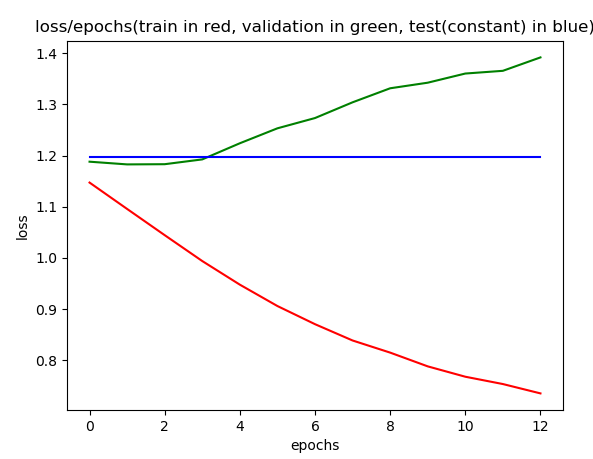 loss/epochs(train in red, validation in green, test(constant) in blue)
1.4
1.3
1.2
1.1
1.0
0.9
0.8
loss
0 2 4 6 8 10 12
epochs